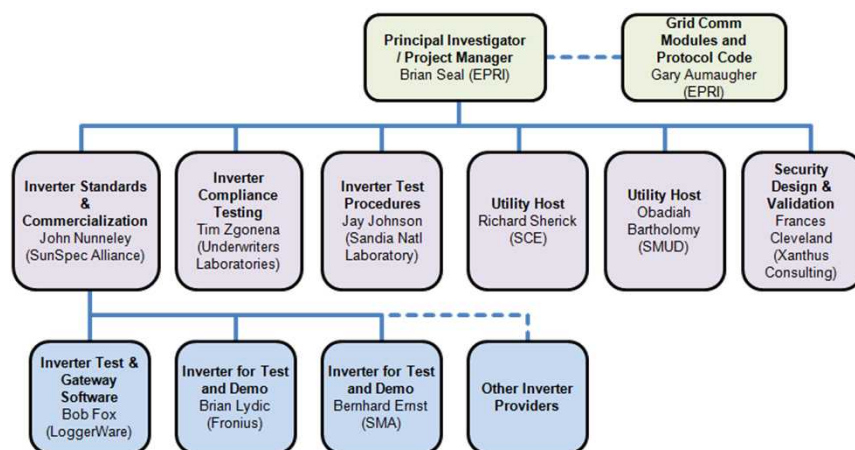 Principal Investigator
/ Project Manager
Brian Seal (EPRI)
Grid Comm
Modules and
Protocol Code
Gary Aumaugher
(EPRI)
Inverter Standards
&
Commercialization
John Nunneley
(SunSpec Alliance)
Inverter
Compliance
Testing
Tim Zgonena
(Underwriters
Laboratories)
Inverter Test
Procedures
Jay Johnson
(Sandia Natl
Laboratory)
Utility Host
Richard Sherick
(SCE)
Utility Host
Obadiah
Bartholomy
(SMUD)
Security
Design &
Validation
Frances
Cleveland
(Xanthus
Consulting)
Inverter Test &
Gateway
Software
Bob Fox
(LoggerWare)
Inverter for Test
and Demo
Brian Lydic
(Fronius)
Inverter for Test
and Demo
Bernhard Ernst
(SMA)
Other Inverter
Providers